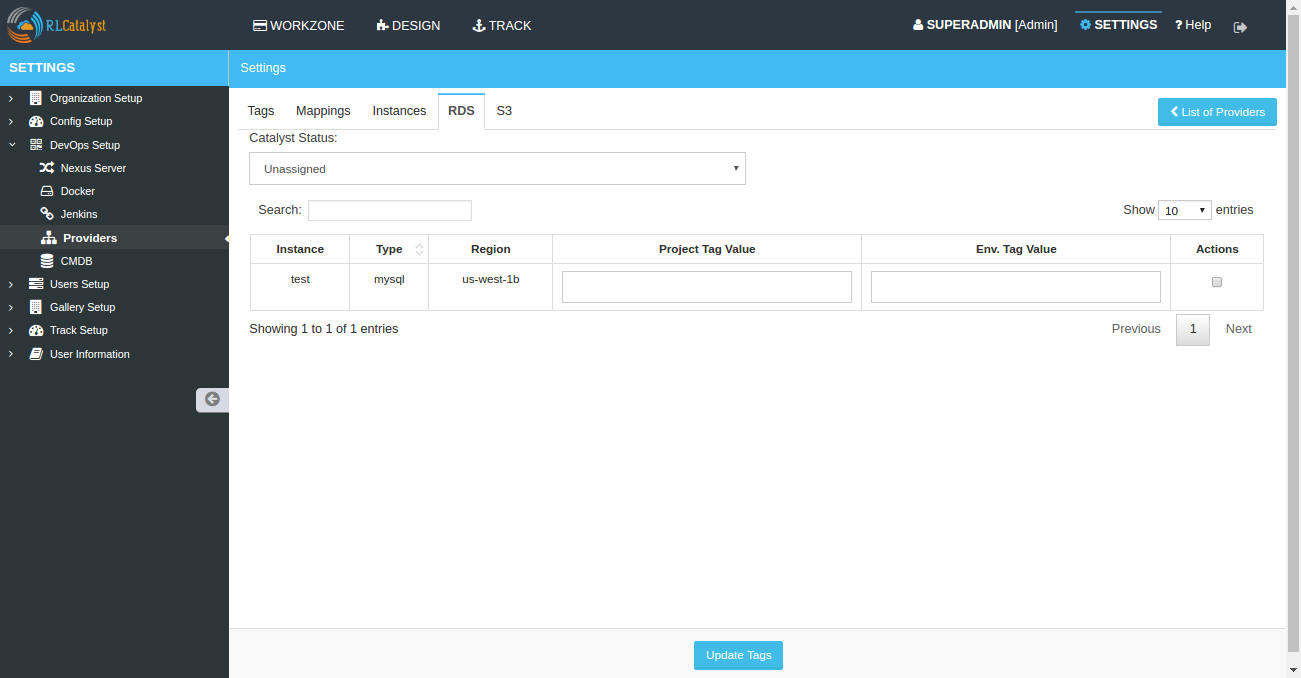 RLCatalyst
WORKZONE
DESIGN
TRACK
SUPERADMIN [Admin]
SETTINGS
? Help
SETTINGS
Organization Setup
Config Setup
DevOps Setup
Nexus Server
Docker
Jenkins
Providers
CMDB
Users Setup
Gallery Setup
Track Setup
User Information
Settings
Tags
Mappings
Instances
RDS
S3
List of Providers
Catalyst Status:
Unassigned
Search:
Show 10 entries
Instance Type Region Project Tag Value Env. Tag Value Actions
test mysql us-west-1b
Showing 1 to 1 of 1 entries
Previous 1 Next
Update Tags